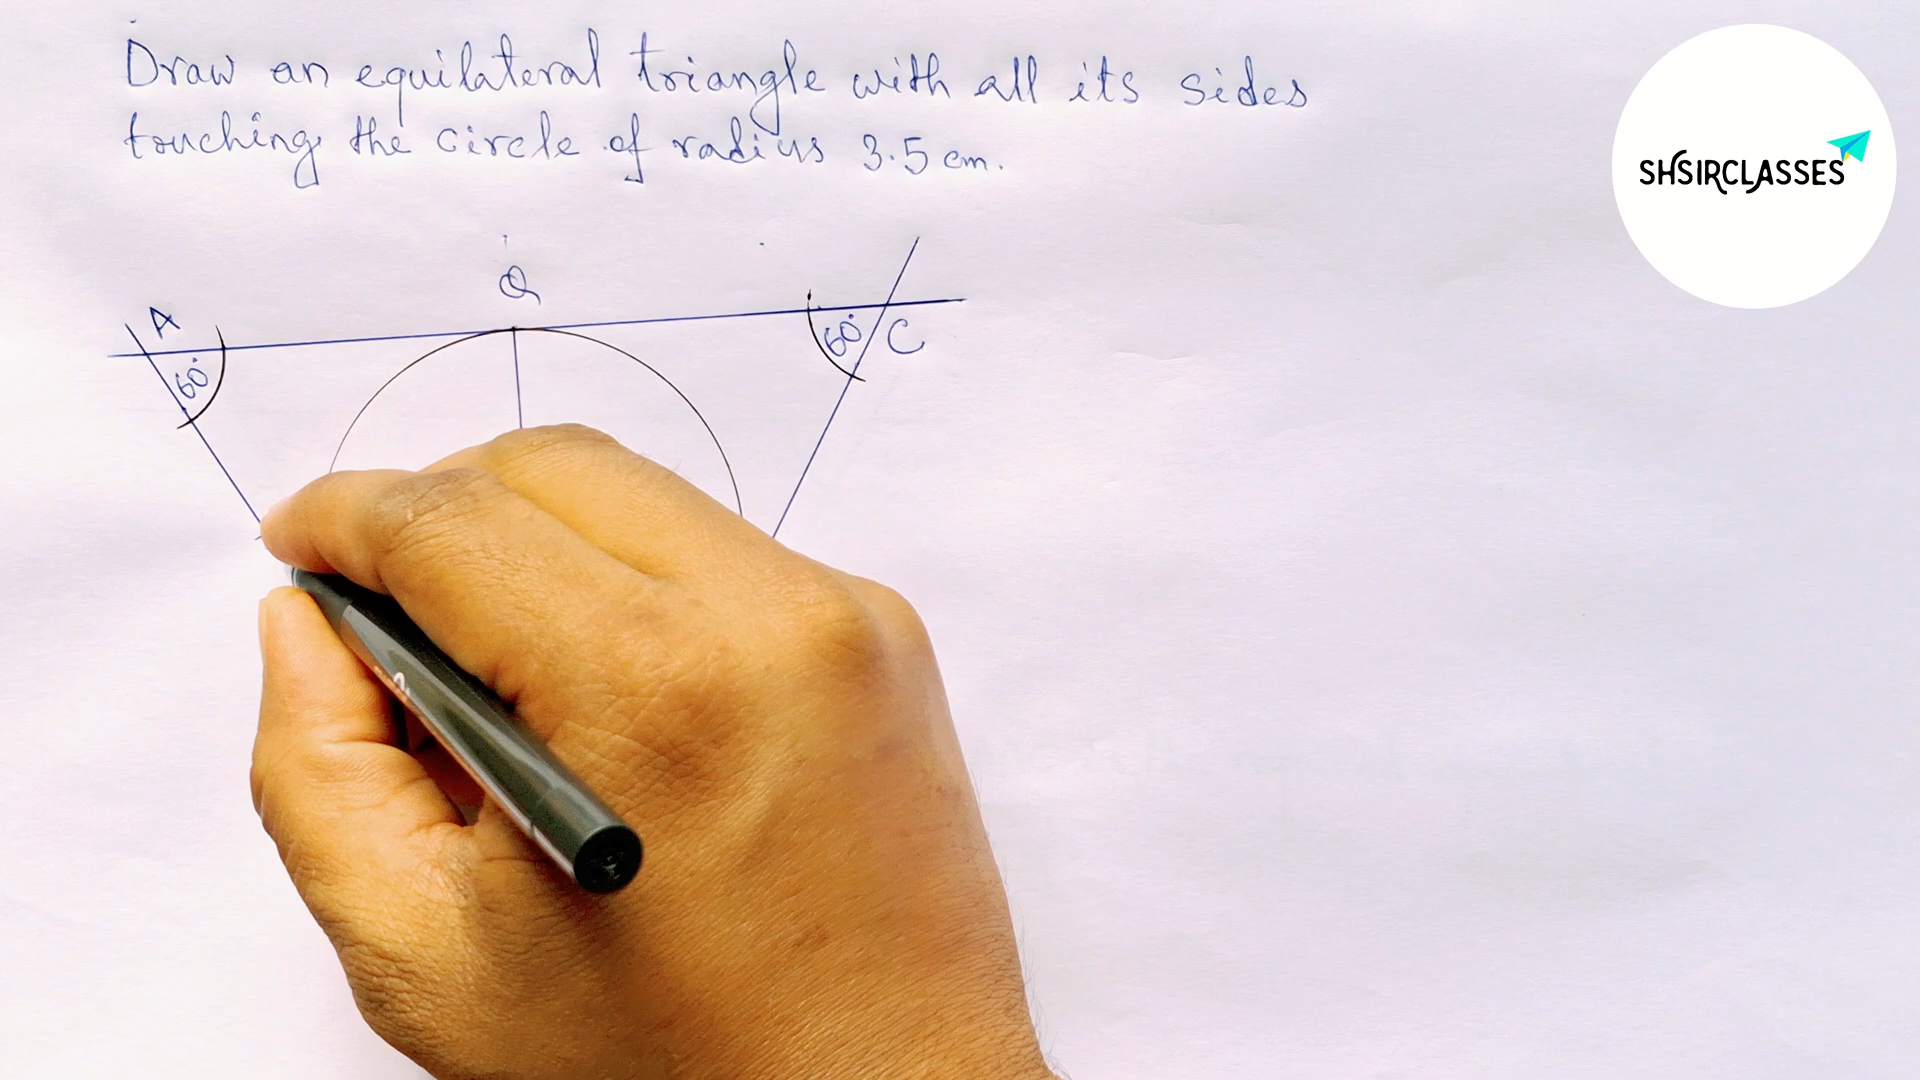 Draw an equilateral triangle with all its sides
touching the circle of radius 3.5 cm.
SHSIRCLASSES
Q
A
60°
60°
C